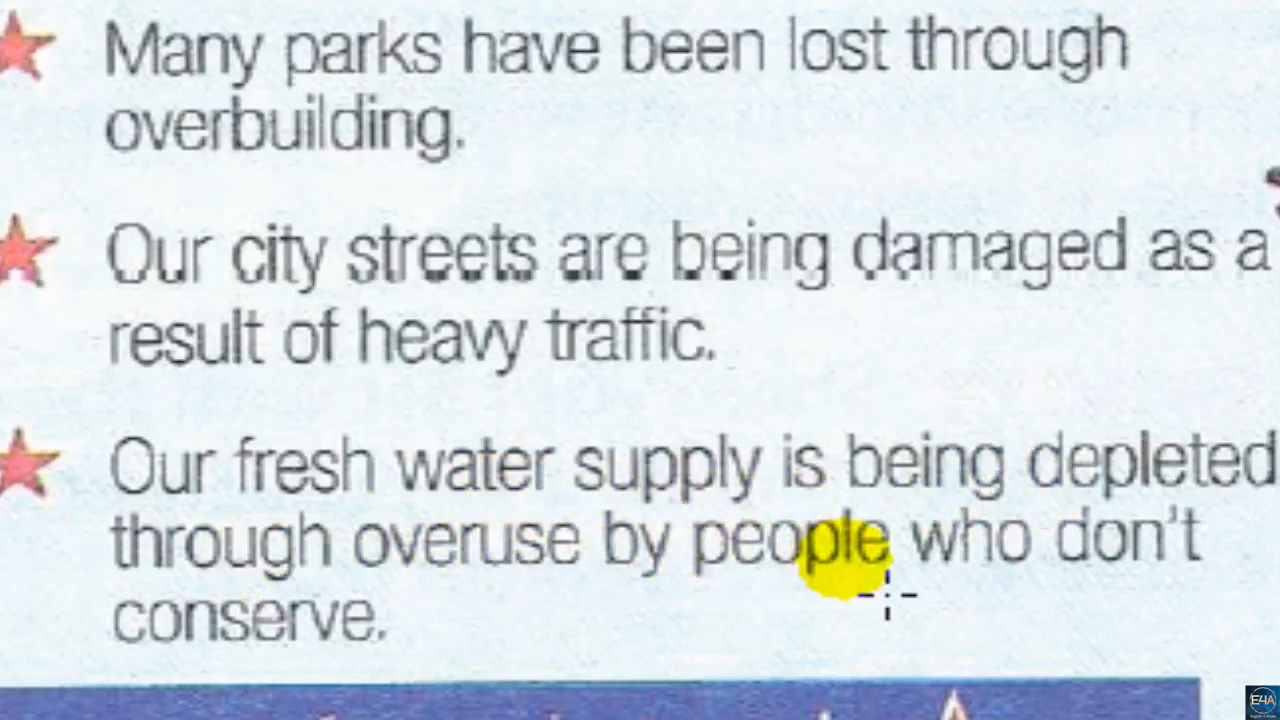 Many parks have been lost through
overbuilding.
Our city streets are being damaged as a
result of heavy traffic.
Our fresh water supply is being depleted
through overuse by people who don't
conserve.
E4A